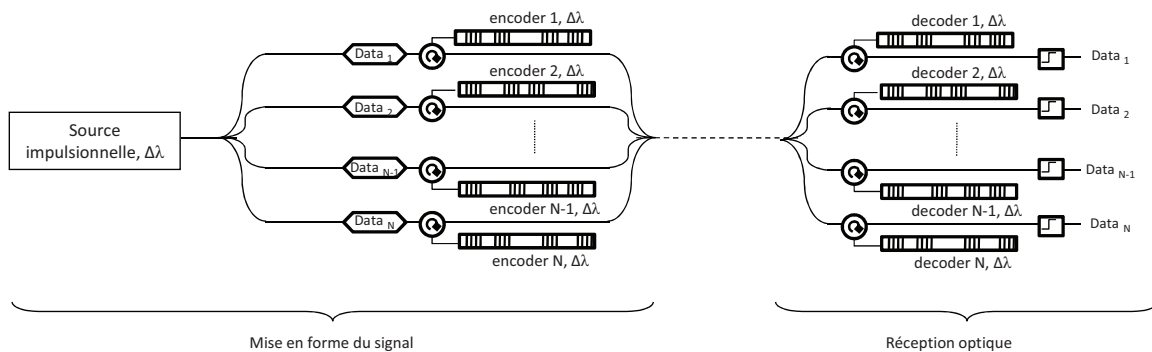 encoder 1, Δλ
decoder 1, Δλ
Data 1
Data 1
encoder 2, Δλ
decoder 2, Δλ
Data 2
Data 2
Source
impulsionnelle, Δλ
Data N-1
Data N-1
encoder N-1, Δλ
decoder N-1, Δλ
Data N
Data N
encoder N, Δλ
decoder N, Δλ
Mise en forme du signal
Réception optique